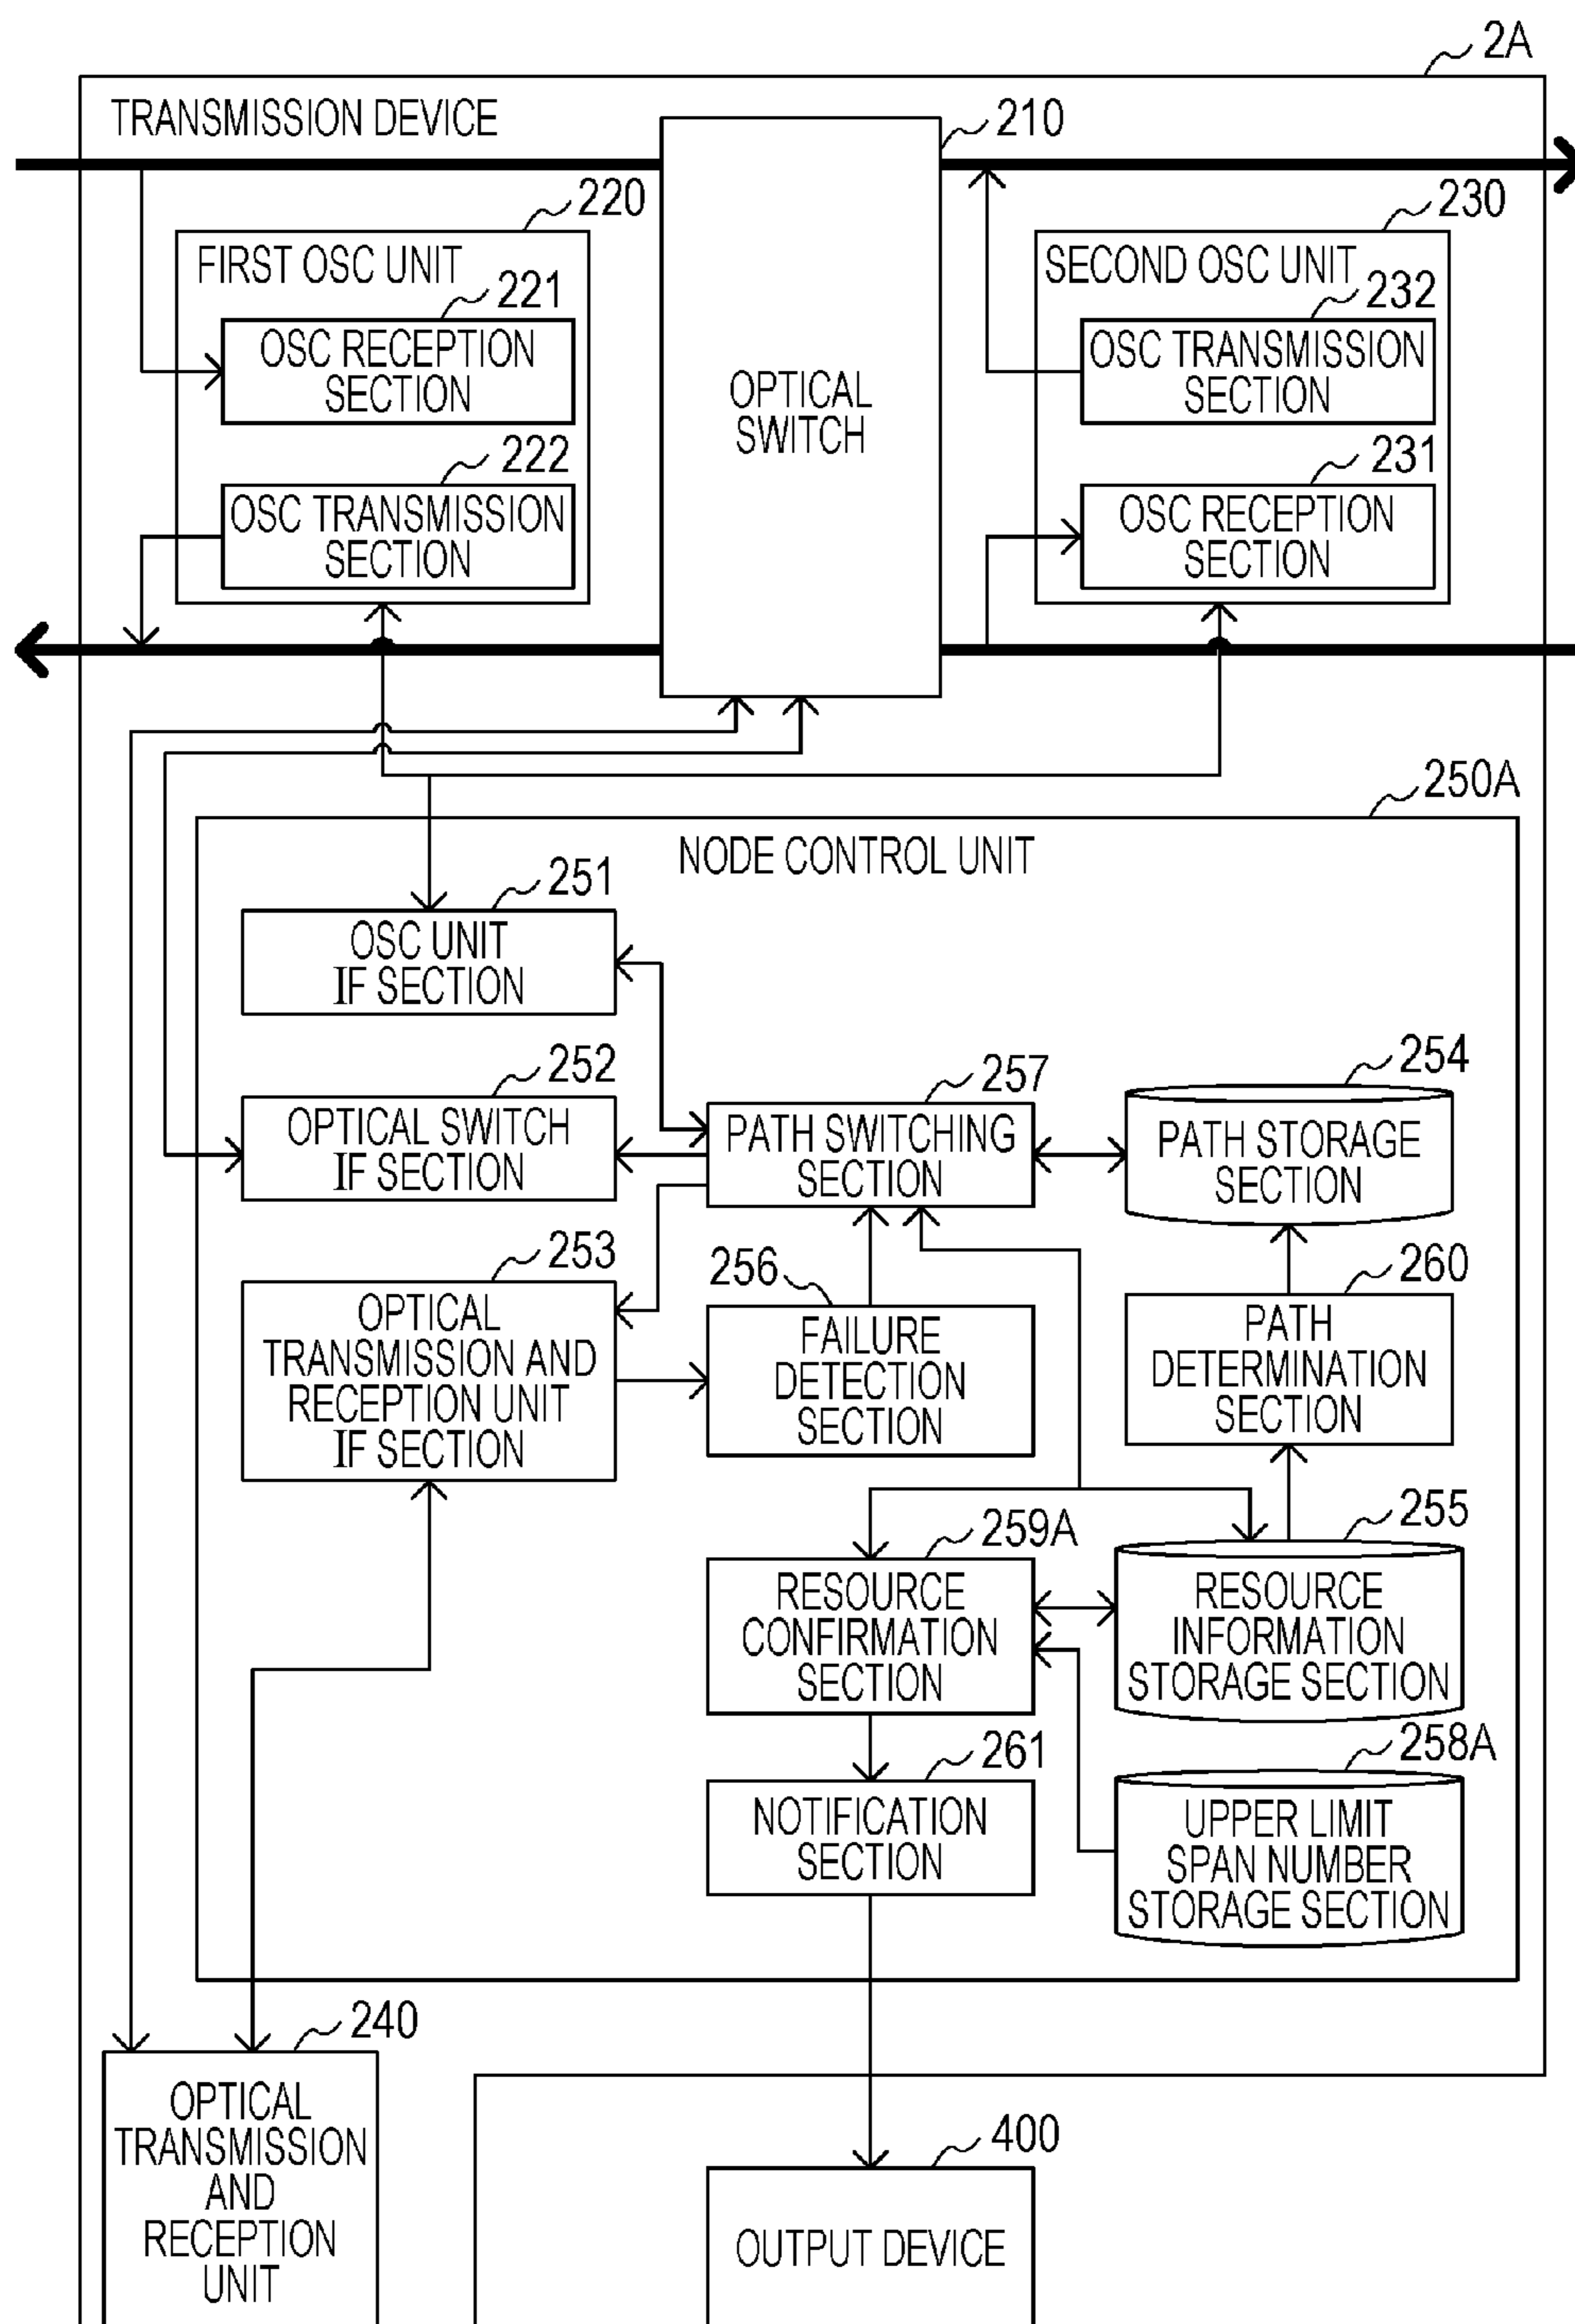 2A
TRANSMISSION DEVICE
210
220
230
FIRST OSC UNIT
SECOND OSC UNIT
221
232
OSC RECEPTION
SECTION
OSC TRANSMISSION
SECTION
OPTICAL
SWITCH
222
231
OSC TRANSMISSION
SECTION
OSC RECEPTION
SECTION
250A
NODE CONTROL UNIT
251
OSC UNIT
IF SECTION
252
OPTICAL SWITCH
IF SECTION
257
PATH SWITCHING
SECTION
254
PATH STORAGE
SECTION
253
OPTICAL
TRANSMISSION AND
RECEPTION UNIT
IF SECTION
256
FAILURE
DETECTION
SECTION
260
PATH
DETERMINATION
SECTION
259A
RESOURCE
CONFIRMATION
SECTION
255
RESOURCE
INFORMATION
STORAGE SECTION
261
NOTIFICATION
SECTION
258A
UPPER LIMIT
SPAN NUMBER
STORAGE SECTION
240
OPTICAL
TRANSMISSION
AND
RECEPTION
UNIT
400
OUTPUT DEVICE